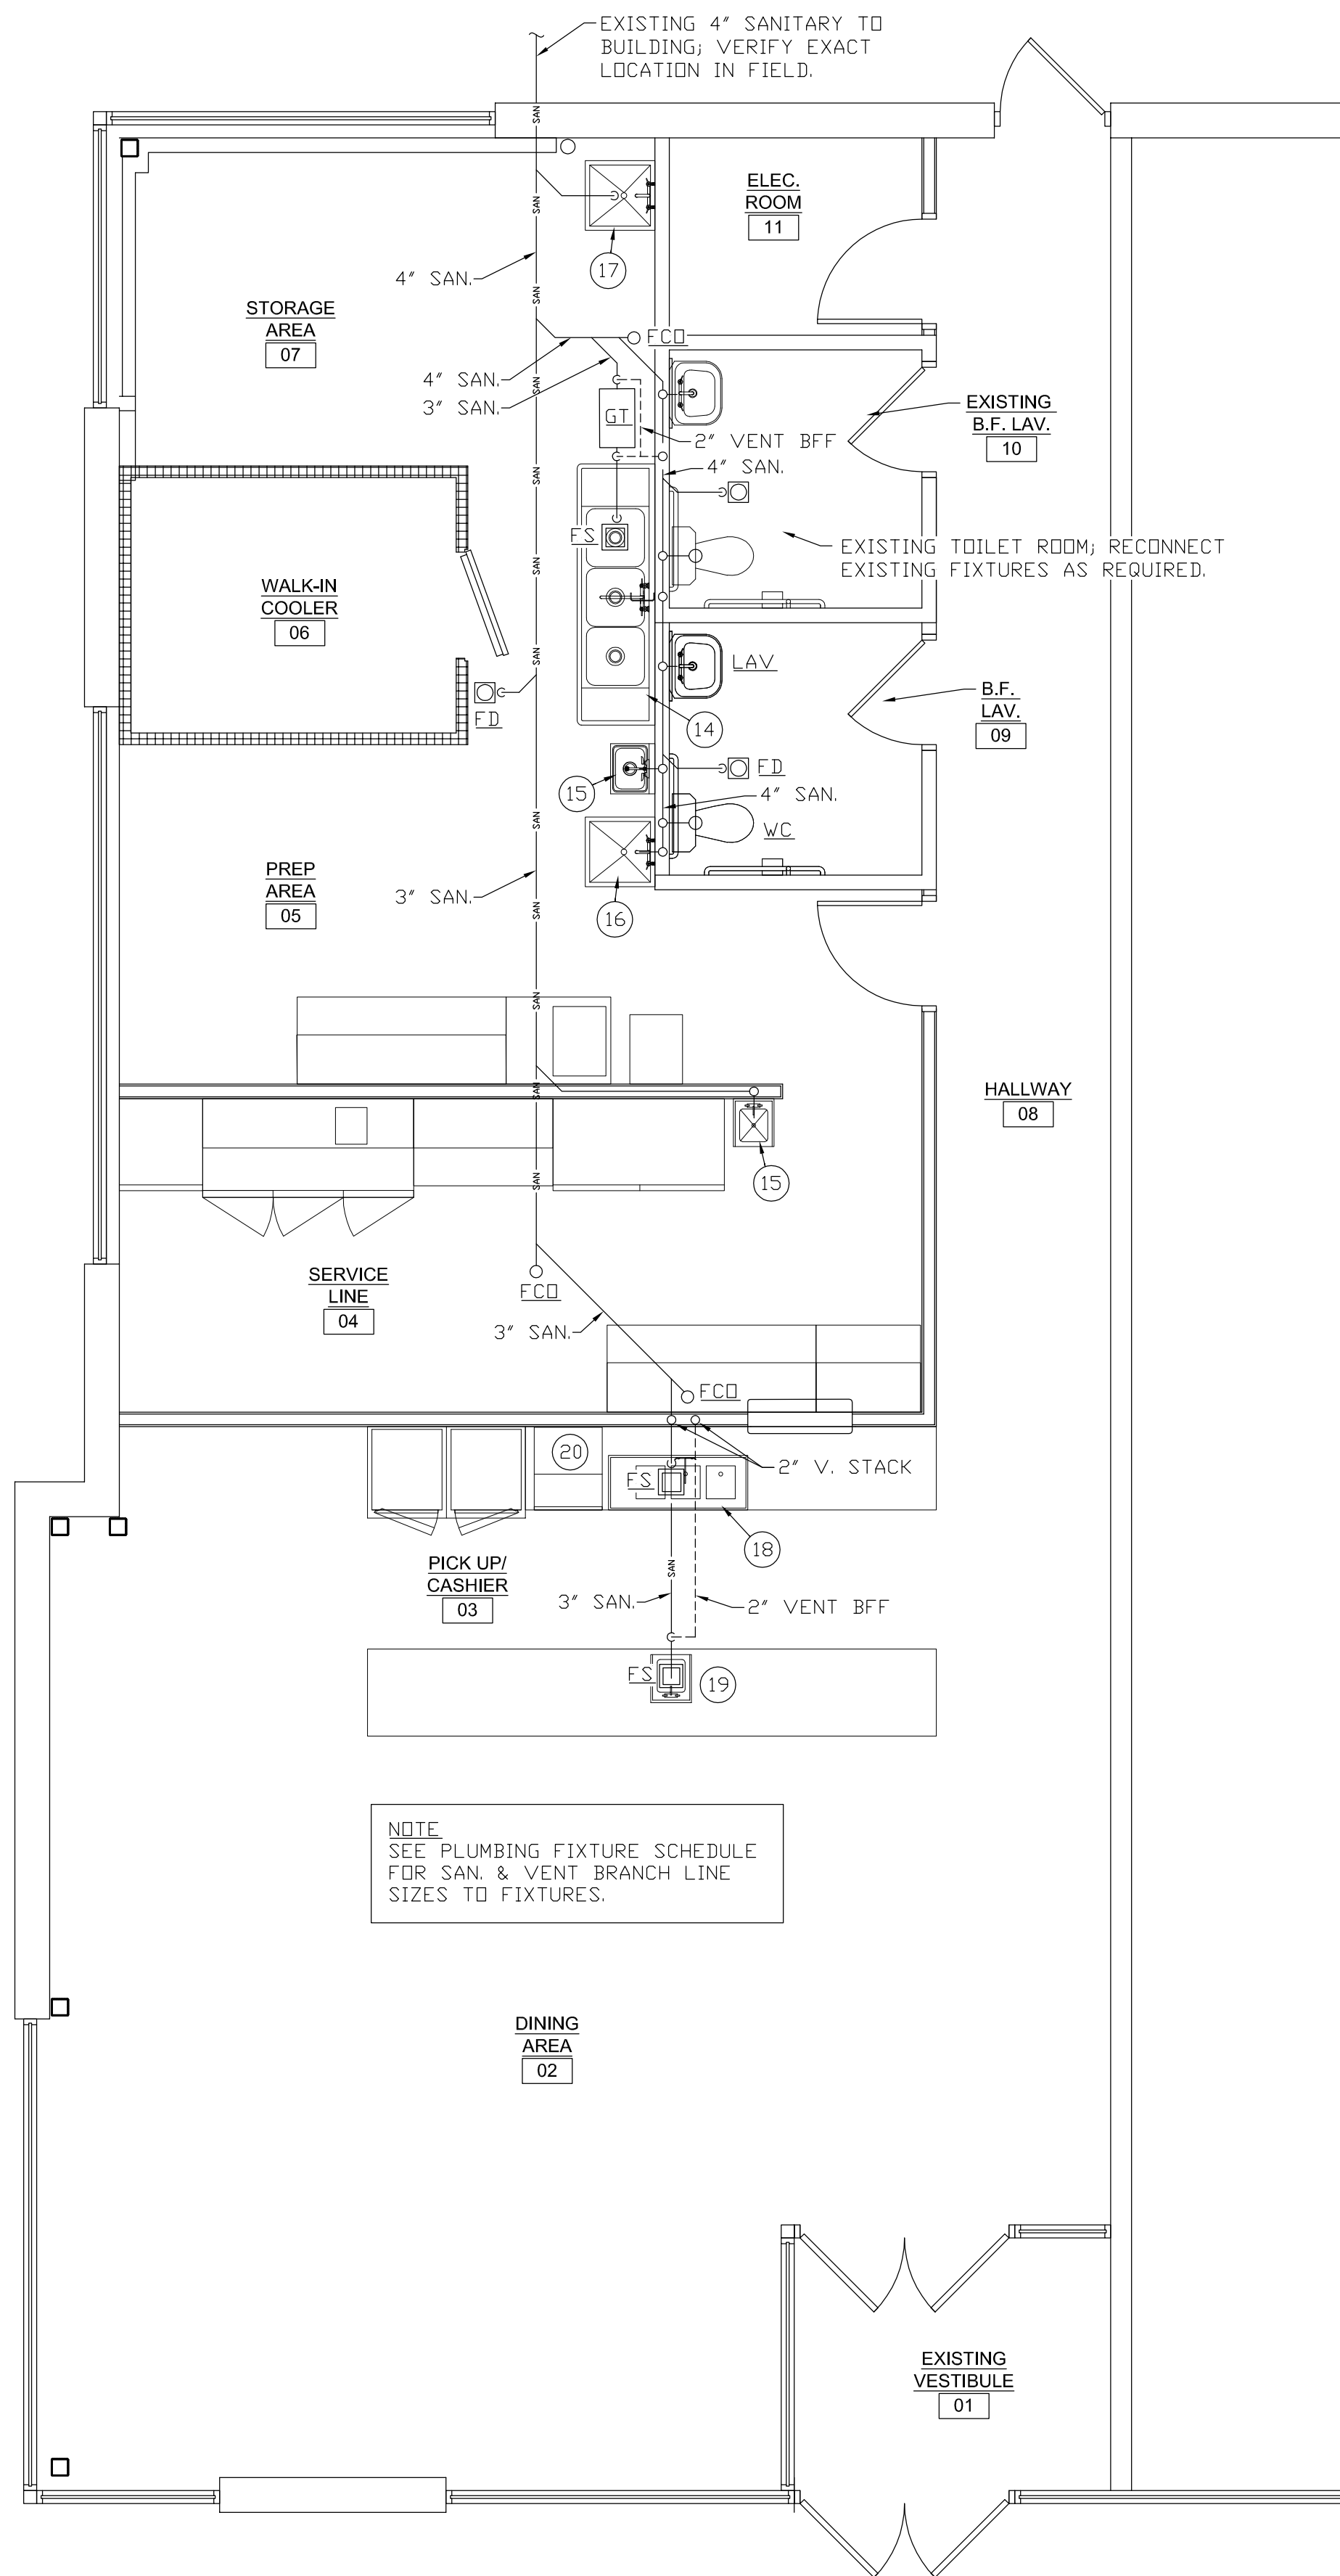 EXISTING 4" SANITARY TO
BUILDING; VERIFY EXACT
LOCATION IN FIELD.
SAN
SAN
SAN
ELEC.
ROOM
11
17
4" SAN.
SAN
STORAGE
AREA
07
FCO
4" SAN.
3" SAN.
SAN
GT
2" VENT BFF
EXISTING
B.F. LAV.
10
4" SAN.
SAN
FS
EXISTING TOILET ROOM; RECONNECT
EXISTING FIXTURES AS REQUIRED.
SAN
WALK-IN
COOLER
06
SAN
LAV
FD
14
B.F.
LAV.
09
SAN
FD
15
4" SAN.
SAN
WC
PREP
AREA
05
3" SAN.
SAN
16
SAN
SAN
HALLWAY
08
15
SAN
SERVICE
LINE
04
FCO
3" SAN.
FCO
20
FS
2" V. STACK
18
PICK UP/
CASHIER
03
SAN
3" SAN.
2" VENT BFF
FS
19
NOTE
SEE PLUMBING FIXTURE SCHEDULE
FOR SAN. & VENT BRANCH LINE
SIZES TO FIXTURES.
DINING
AREA
02
EXISTING
VESTIBULE
01